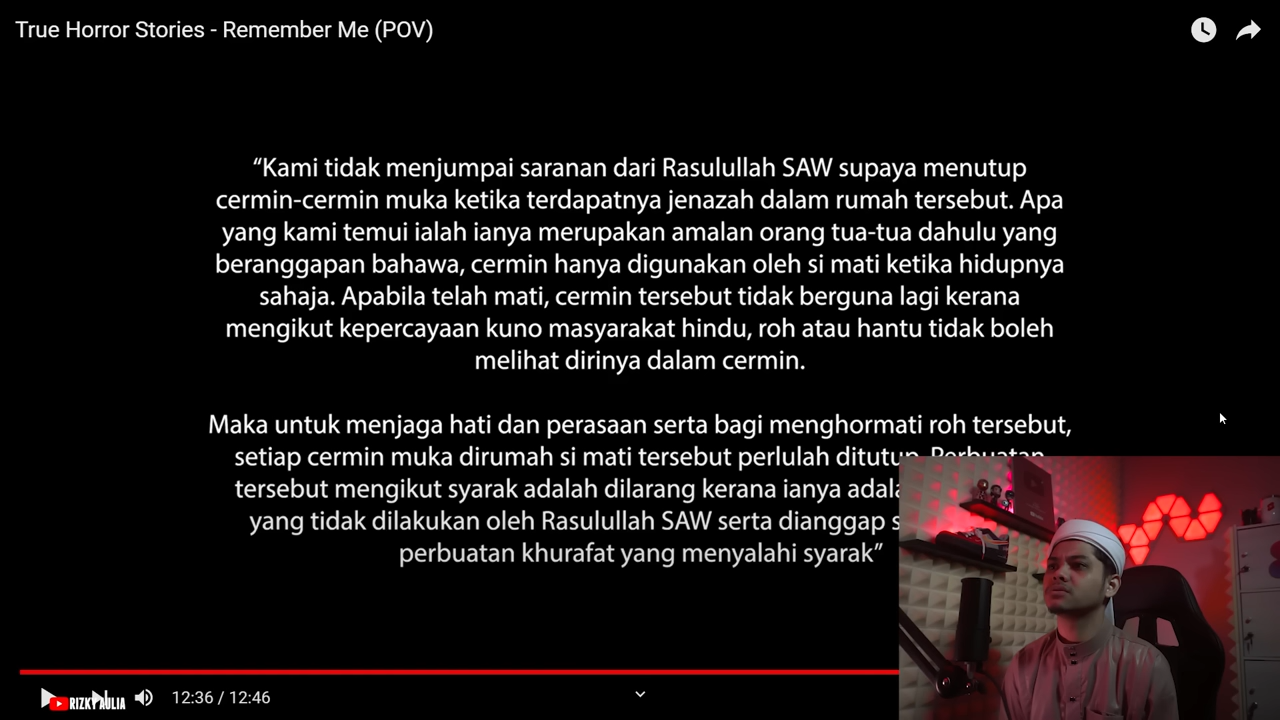 True Horror Stories - Remember Me (POV)
“Kami tidak menjumpai saranan dari Rasulullah SAW supaya menutup
cermin-cermin muka ketika terdapatnya jenazah dalam rumah tersebut. Apa
yang kami temui ialah ianya merupakan amalan orang tua-tua dahulu yang
beranggapan bahawa, cermin hanya digunakan oleh si mati ketika hidupnya
sahaja. Apabila telah mati, cermin tersebut tidak berguna lagi kerana
mengikut kepercayaan kuno masyarakat hindu, roh atau hantu tidak boleh
melihat dirinya dalam cermin.
Maka untuk menjaga hati dan perasaan serta bagi menghormati roh tersebut,
setiap cermin muka dirumah si mati tersebut perlulah ditutup. Perbuatan
tersebut mengikut syarak adalah dilarang kerana ianya
yang tidak dilakukan oleh Rasulullah SAW serta dianggap
perbuatan khurafat yang menyalahi syarak”
RIZKY AULIA
12:36 / 12:46